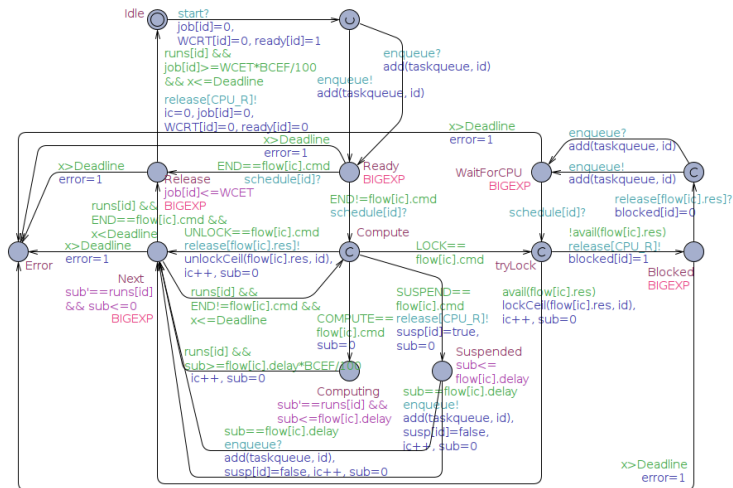 Idle
start?
job[id]=0,
WCRT[id]=0, ready[id]=1
U
runs[id] &&
job[id]>=WCET*BCEF/100
&& x<=Deadline
release[CPU_R]!
ic=0, job[id]=0,
WCRT[id]=0, ready[id]=0
enqueue?
add(taskqueue, id)
enqueue!
add(taskqueue, id)
x>Deadline
error=1
x>Deadline
error=1
Release
job[id]<=WCET
BIGEXP
END==flow[ic].cmd
schedule[id]?
Ready
BIGEXP
x>Deadline
error=1
WaitForCPU
BIGEXP
enqueue?
add(taskqueue, id)
enqueue!
add(taskqueue, id)
C
release[flow[ic].res]?
blocked[id]=0
runs[id] &&
END==flow[ic].cmd &&
x<Deadline
END!=flow[ic].cmd
schedule[id]?
schedule[id]?
Error
x>Deadline
error=1
Next
sub'==runs[id]
&& sub<=0
BIGEXP
UNLOCK==flow[ic].cmd
release[flow[ic].res]!
unlockCeil(flow[ic].res, id),
ic++, sub=0
Compute
C
LOCK==
flow[ic].cmd
C
tryLock
!avail(flow[ic].res)
release[CPU_R]!
blocked[id]=1
Blocked
BIGEXP
runs[id] &&
END!=flow[ic].cmd &&
x<=Deadline
COMPUTE==
flow[ic].cmd
sub=0
SUSPEND==
flow[ic].cmd
release[CPU_R]!
susp[id]=true,
sub=0
avail(flow[ic].res)
lockCeil(flow[ic].res, id),
ic++, sub=0
runs[id] &&
sub>=flow[ic].delay*BCEF/100
ic++, sub=0
Computing
sub'==runs[id] &&
sub<=flow[ic].delay
Suspended
sub<=
flow[ic].delay
sub==flow[ic].delay
enqueue!
add(taskqueue, id),
susp[id]=false,
ic++, sub=0
sub==flow[ic].delay
enqueue?
add(taskqueue, id),
susp[id]=false, ic++, sub=0
x>Deadline
error=1